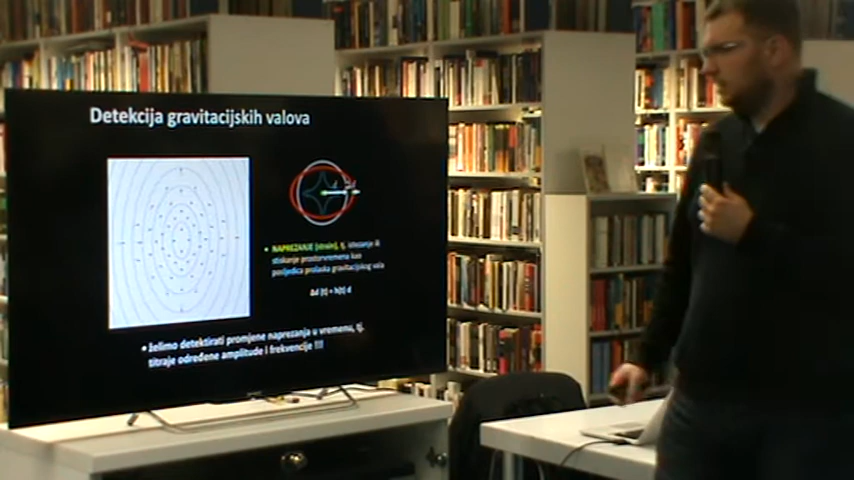 Detekcija gravitacijskih valova
• NAPREZANJE (strain), tj. istezanje ili
stiskanje prostorvremena kao
posljedica prolaska gravitacijskog vala
Δd (t) = h(t) d
• želimo detektirati promjene naprezanja u vremenu, tj.
titraje određene amplitude i frekvencije !!!